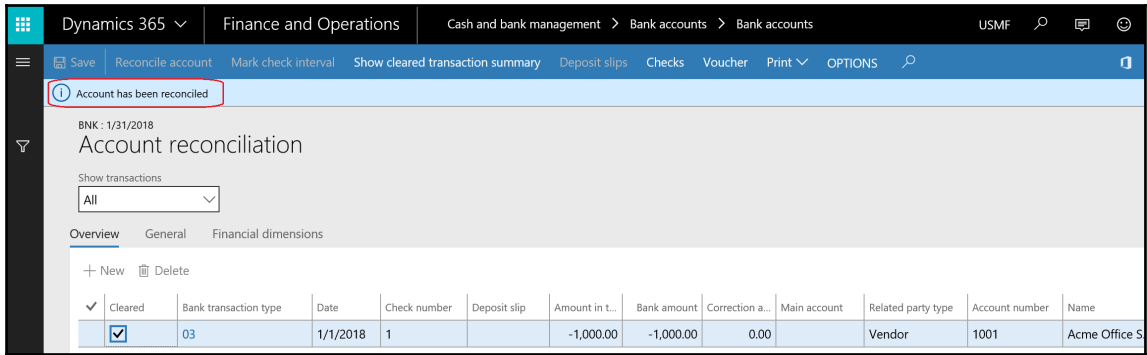 Dynamics 365 Finance and Operations Cash and bank management > Bank accounts > Bank accounts USMF
Save Reconcile account Mark check interval Show cleared transaction summary Deposit slips Checks Voucher Print OPTIONS
Account has been reconciled
BNK : 1/31/2018
Account reconciliation
Show transactions
All
Overview General Financial dimensions
New Delete
Cleared Bank transaction type Date Check number Deposit slip Amount in t... Bank amount Correction a... Main account Related party type Account number Name
03 1/1/2018 1 -1,000.00 -1,000.00 0.00 Vendor 1001 Acme Office S